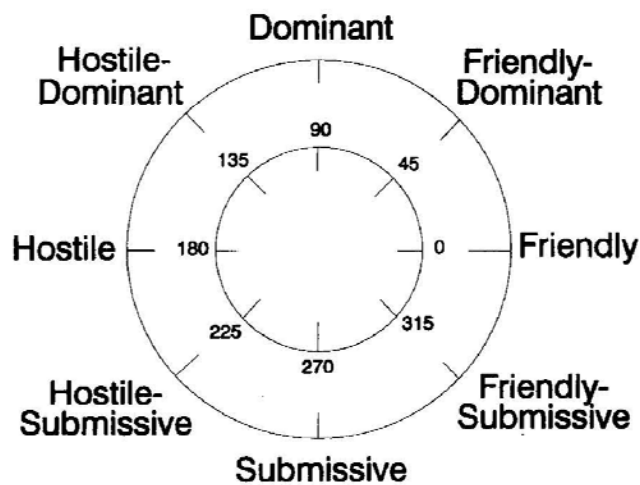 Dominant
Hostile-
Dominant
Friendly-
Dominant
90
135
45
Hostile
180
0
Friendly
225
315
270
Hostile-
Submissive
Friendly-
Submissive
Submissive